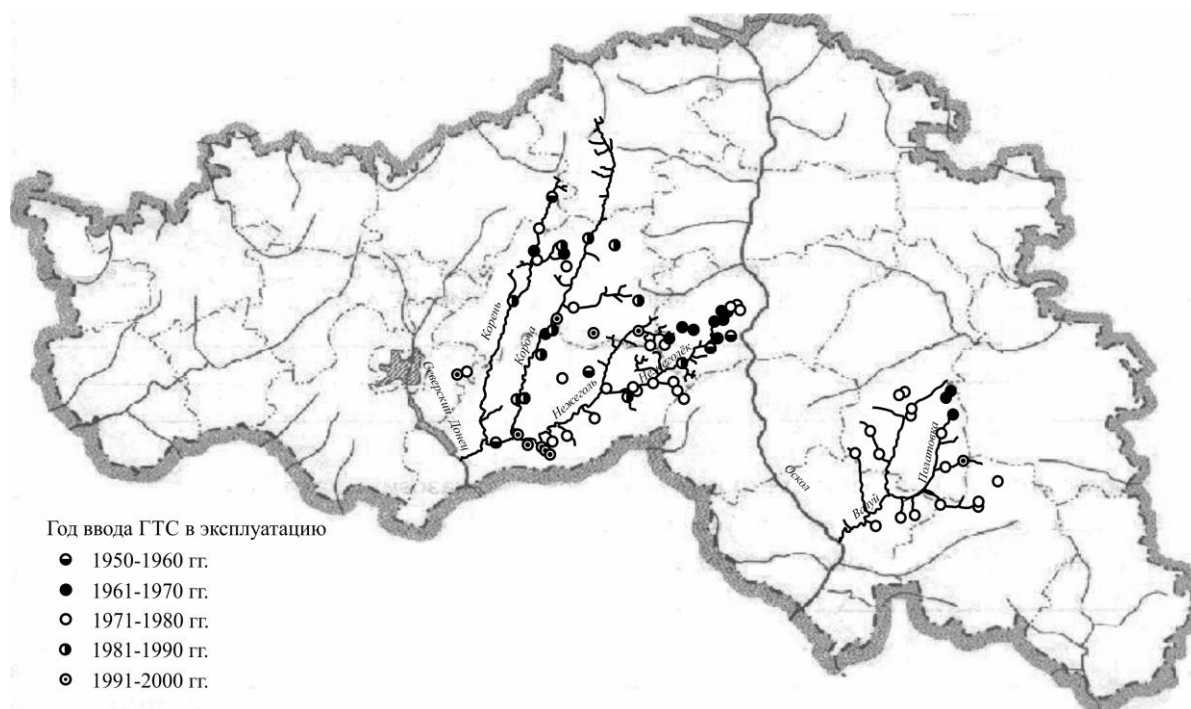 Корень
Короча
Северский Донец
Нежеголь
Нежеголёк
Оскол
Валуй
Полатовка
Год ввода ГТС в эксплуатацию
1950-1960 гг.
1961-1970 гг.
1971-1980 гг.
1981-1990 гг.
1991-2000 гг.